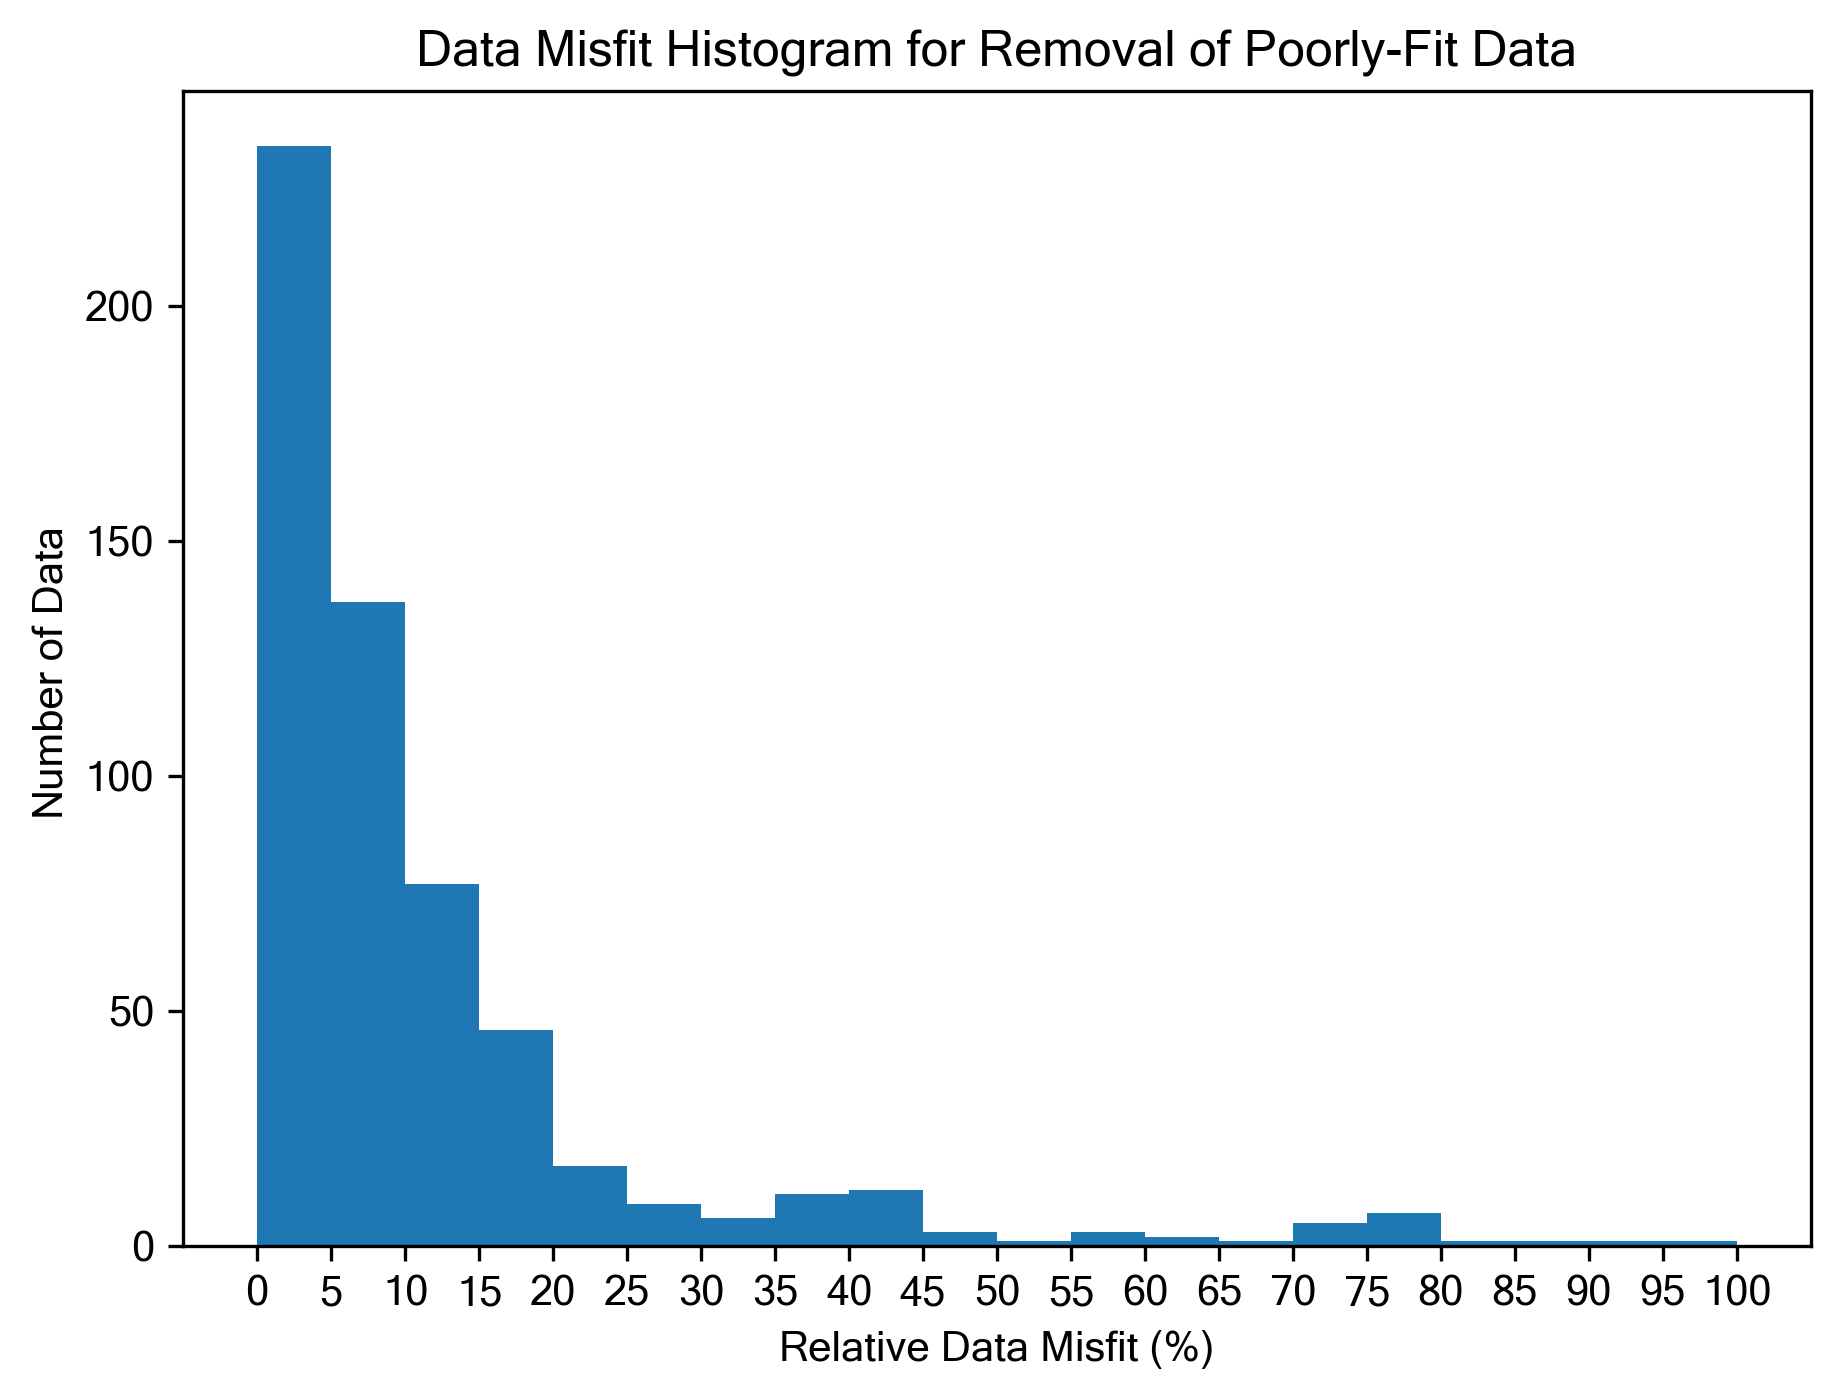 Data Misfit Histogram for Removal of Poorly-Fit Data
Number of Data
200
150
100
50
0
0 5 10 15 20 25 30 35 40 45 50 55 60 65 70 75 80 85 90 95 100
Relative Data Misfit (%)